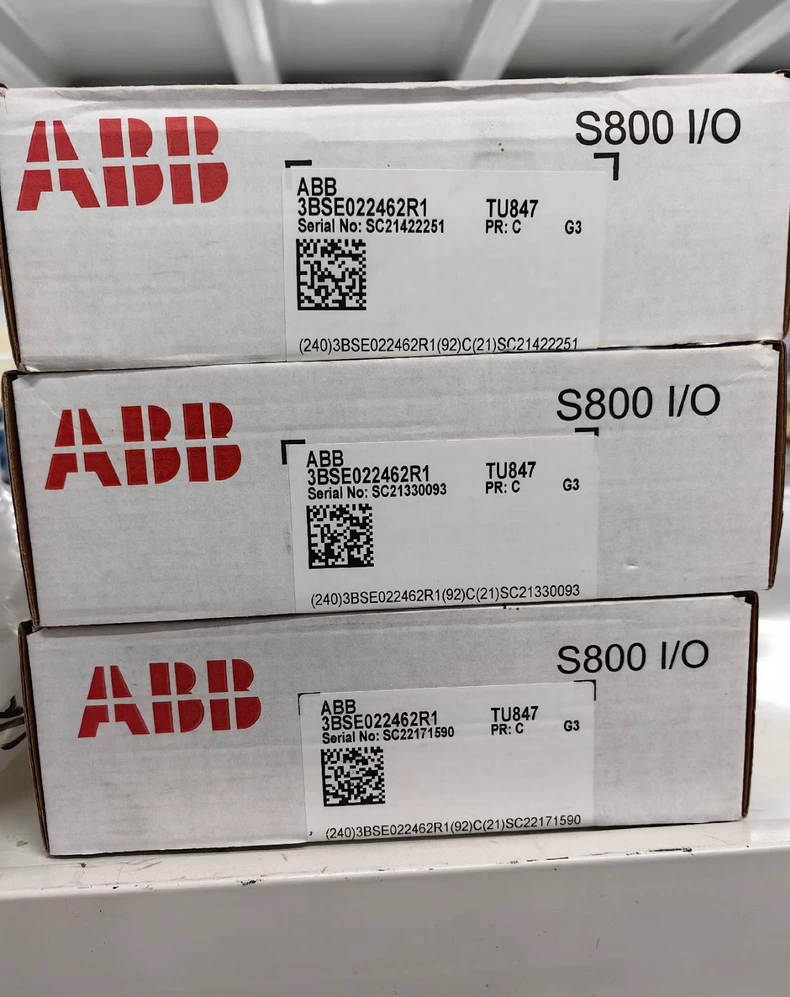 ABB
S800 I/O
ABB
3BSE022462R1 TU847
Serial No: SC21422251 PR: C G3
(240)3BSE022462R1(92)C(21)SC21422251
ABB
S800 I/O
ABB
3BSE022462R1 TU847
Serial No: SC21330093 PR: C G3
(240)3BSE022462R1(92)C(21)SC21330093
ABB
S800 I/O
ABB
3BSE022462R1 TU847
Serial No: SC22171590 PR: C G3
(240)3BSE022462R1(92)C(21)SC22171590